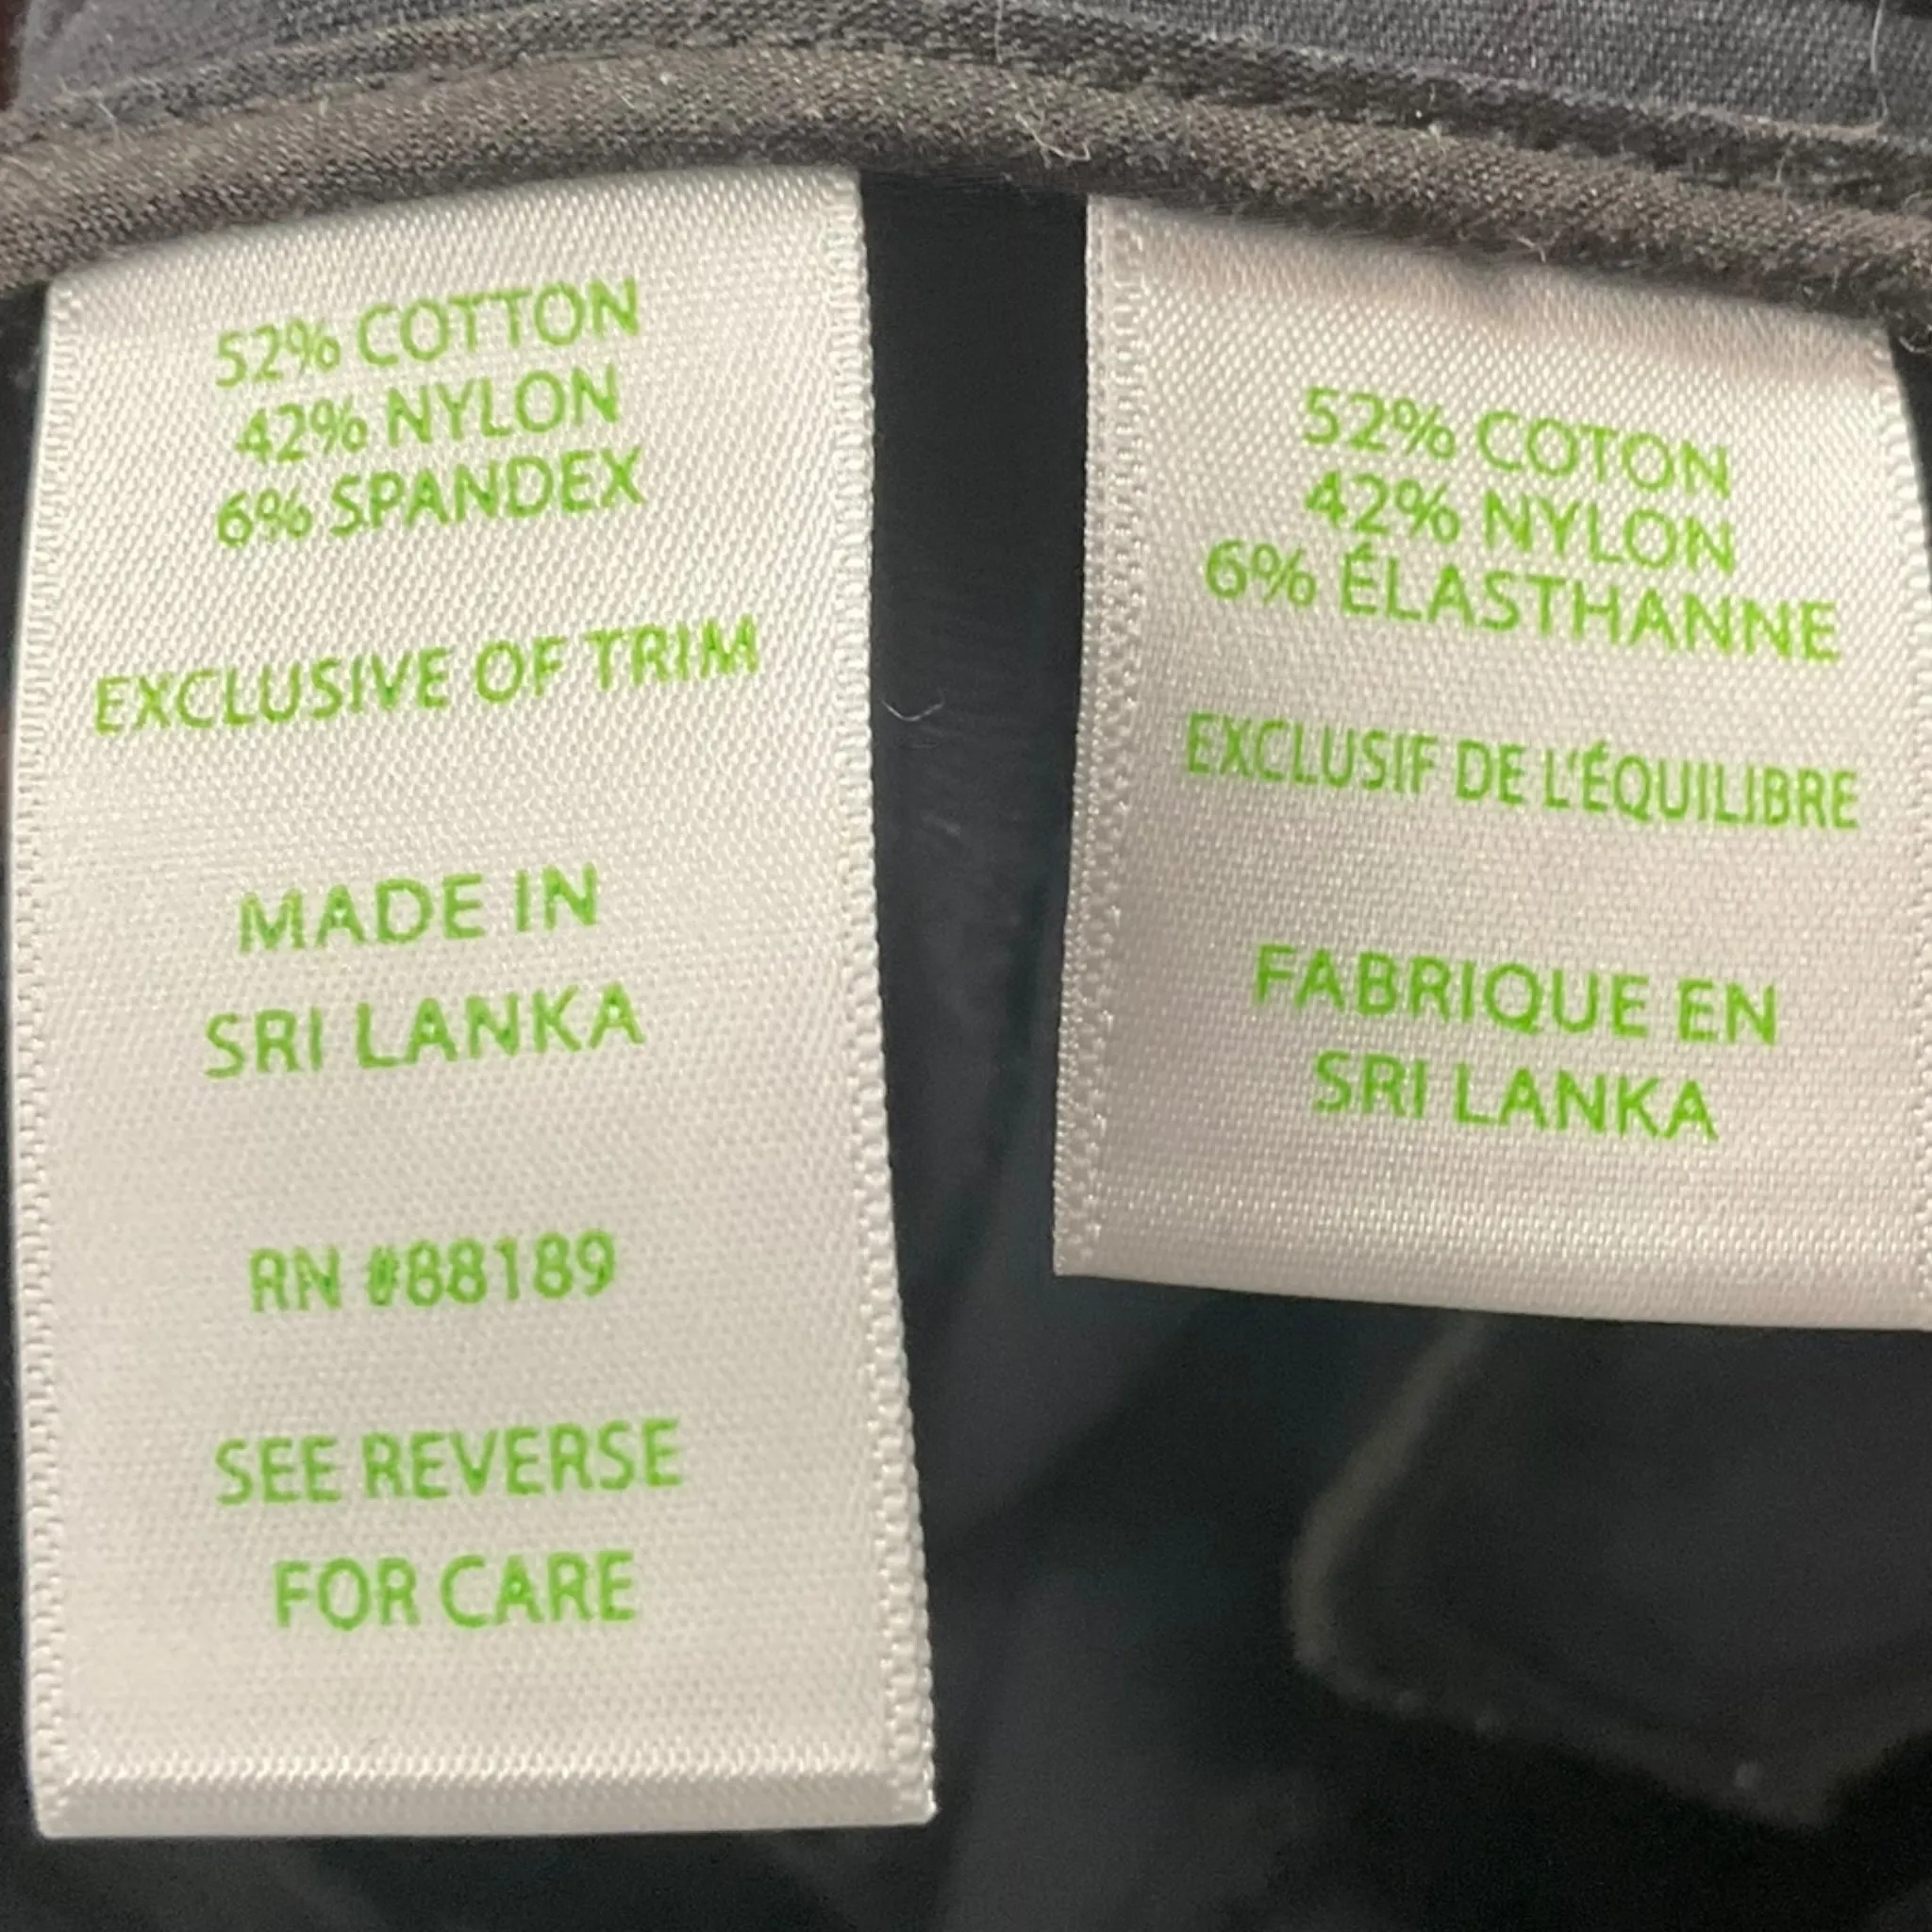 52% COTTON
42% NYLON
6% SPANDEX
EXCLUSIVE OF TRIM
MADE IN
SRI LANKA
RN #88189
SEE REVERSE
FOR CARE
52% COTON
42% NYLON
6% ÉLASTHANNE
EXCLUSIF DE L'ÉQUILIBRE
FABRIQUE EN
SRI LANKA